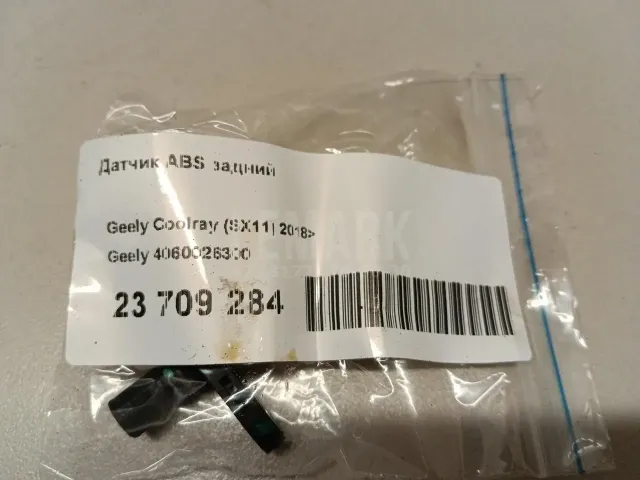 Датчик ABS задний
Geely Coolray (SX11) 2018>
Geely 4060026300
23 709 284